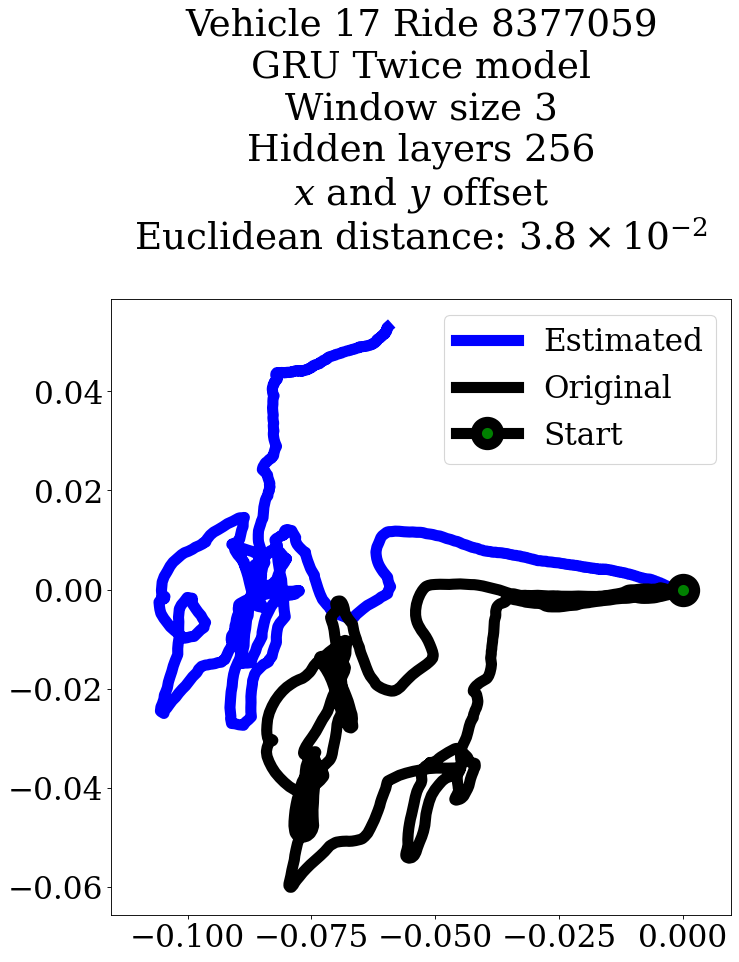 Vehicle 17 Ride 8377059
GRU Twice model
Window size 3
Hidden layers 256
x and y offset
Euclidean distance: 3.8 × 10⁻²
Estimated
Original
Start
0.04
0.02
0.00
−0.02
−0.04
−0.06
−0.100 −0.075 −0.050 −0.025 0.000